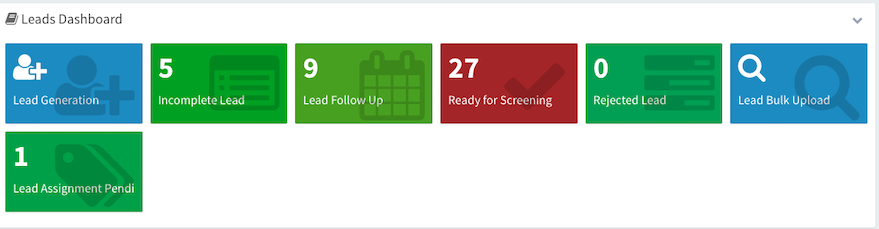 Leads Dashboard
Lead Generation
5
Incomplete Lead
9
Lead Follow Up
27
Ready for Screening
0
Rejected Lead
Lead Bulk Upload
1
Lead Assignment Pendi